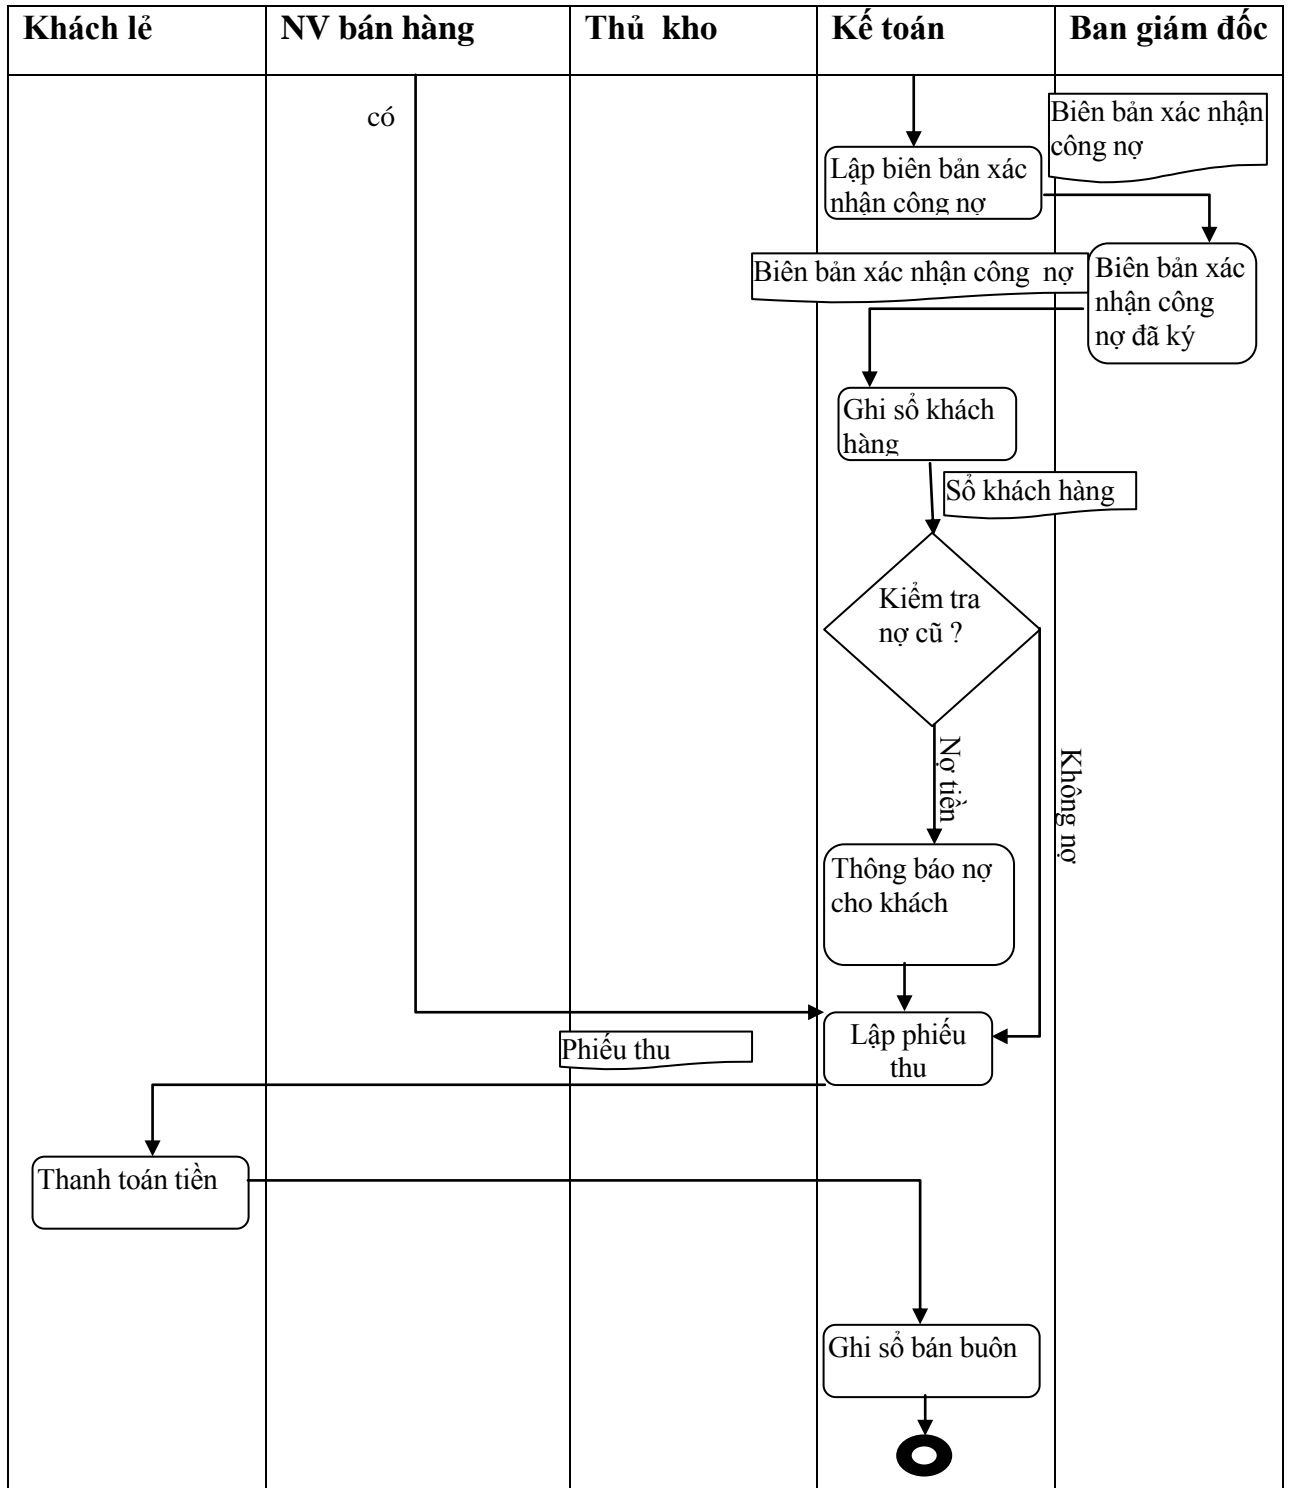 Khách lẻ
NV bán hàng
Thủ kho
Kế toán
Ban giám đốc
có
Biên bản xác nhận
công nợ
Lập biên bản xác
nhận công nợ
Biên bản xác nhận công nợ
Biên bản xác
nhận công
nợ đã ký
Ghi sổ khách
hàng
Sổ khách hàng
Kiểm tra
nợ cũ ?
Nợ tiền
Không nợ
Thông báo nợ
cho khách
Lập phiếu
thu
Phiếu thu
Thanh toán tiền
Ghi sổ bán buôn